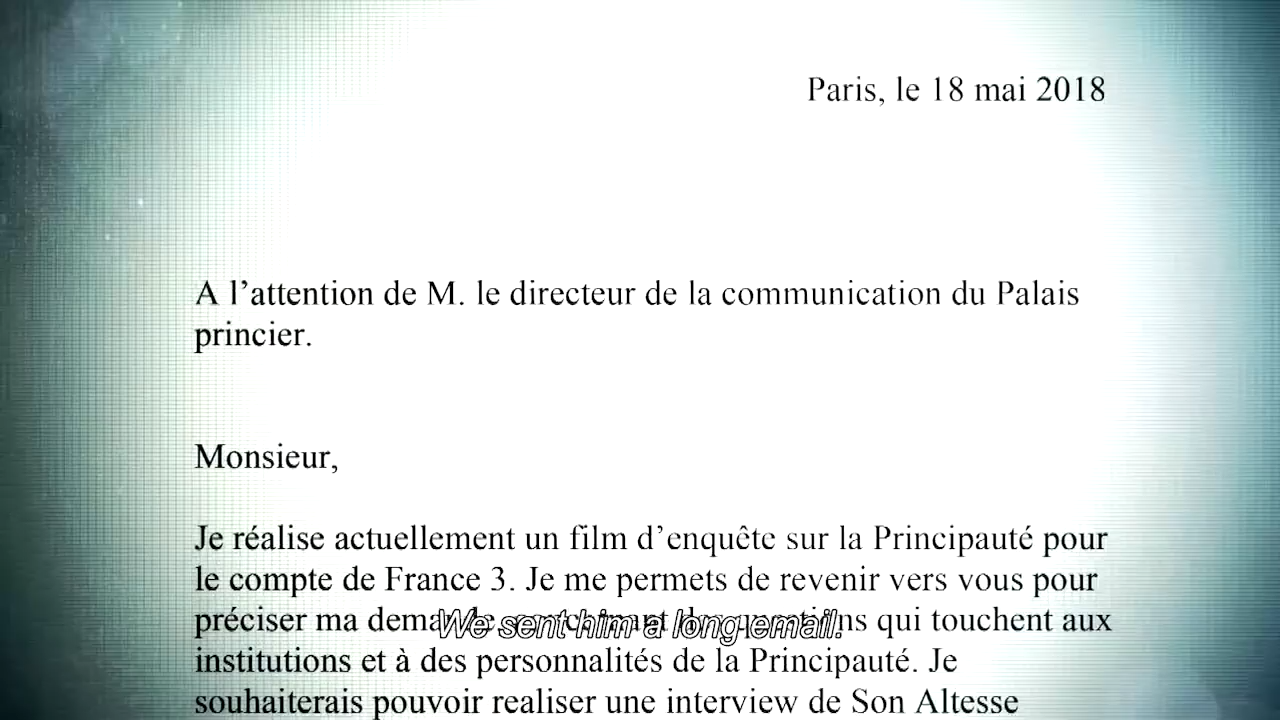 Paris, le 18 mai 2018
A l’attention de M. le directeur de la communication du Palais
princier.
Monsieur,
Je réalise actuellement un film d’enquête sur la Principauté pour
le compte de France 3. Je me permets de revenir vers vous pour
préciser ma qui touchent aux
We sent him a long email.
institutions et à des personnalités de la Principauté. Je
souhaiterais pouvoir realiser une interview de Son Altesse